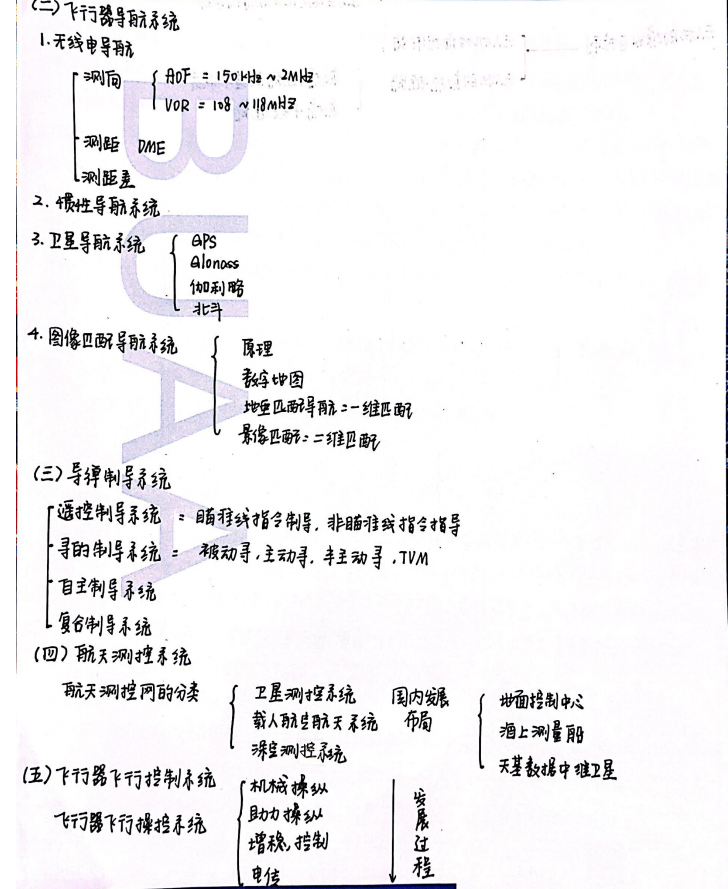 (二)飞行器导航系统
1.无线电导航
测向 ADF = 150kHz ~ 2MHz
VOR = 108 ~ 118MHz
测距 DME
测距差
2.惯性导航系统
3.卫星导航系统 GPS
Glonass
伽利略
北斗
4.图像匹配导航系统 原理
数字地图
地形匹配导航=一维匹配
景像匹配=二维匹配
(三)导弹制导系统
遥控制导系统 = 瞄准线指令制导,非瞄准线指令指导
寻的制导系统 = 被动寻,主动寻,半主动寻,TVM
自主制导系统
复合制导系统
(四)航天测控系统
航天测控网的分类 卫星测控系统 国内发展布局 地面控制中心
载人航空航天系统 海上测量船
深空测控系统 天基数据中继卫星
(五)飞行器飞行控制系统
飞行器飞行操控系统 机械操纵 发展过程
助力操纵
增稳,控制
电传
BUAA